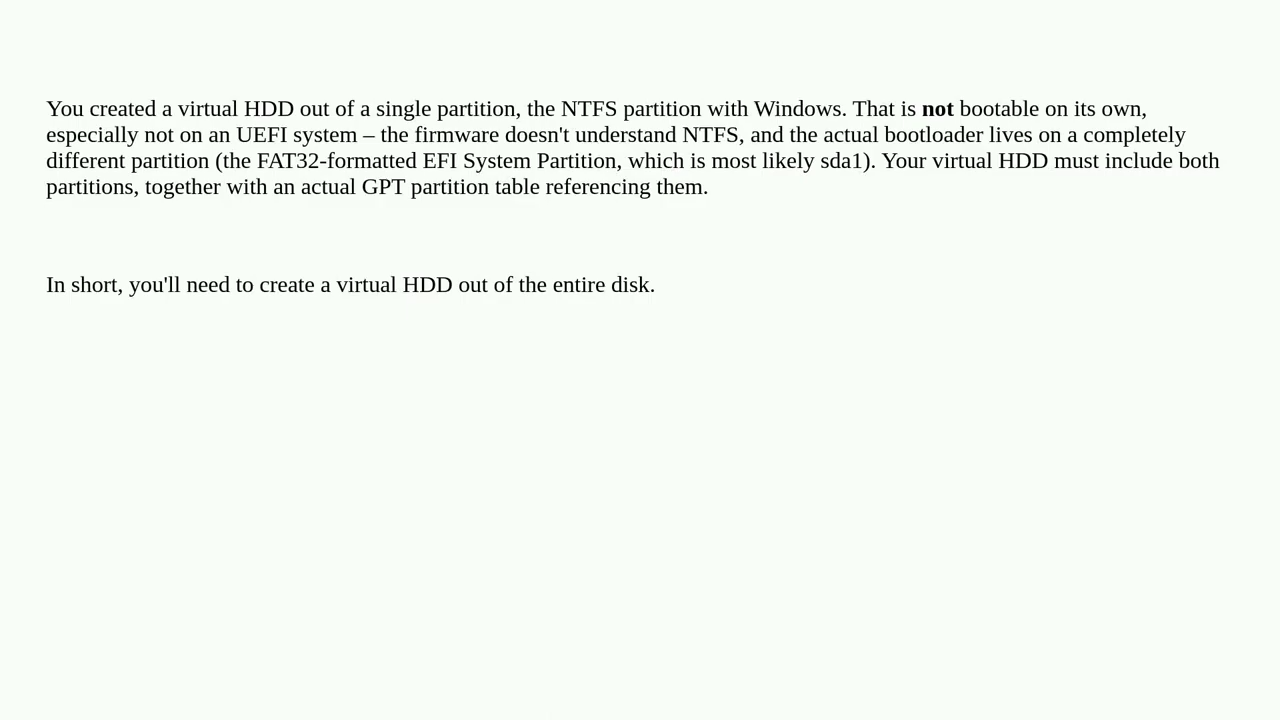 You created a virtual HDD out of a single partition, the NTFS partition with Windows. That is not bootable on its own,
especially not on an UEFI system – the firmware doesn't understand NTFS, and the actual bootloader lives on a completely
different partition (the FAT32-formatted EFI System Partition, which is most likely sda1). Your virtual HDD must include both
partitions, together with an actual GPT partition table referencing them.
In short, you'll need to create a virtual HDD out of the entire disk.